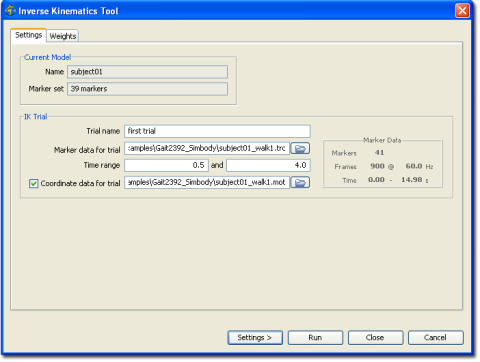 Inverse Kinematics Tool
Settings Weights
Current Model
Name subject01
Marker set 39 markers
IK Trial
Trial name first trial
Marker data for trial :amples\Gait2392_Simbody\subject01_walk1.trc
Time range 0.5 and 4.0
Coordinate data for trial amples\Gait2392_Simbody\subject01_walk1.mot
Marker Data
Markers 41
Frames 900 @ 60.0 Hz
Time 0.00 - 14.98 s
Settings > Run Close Cancel